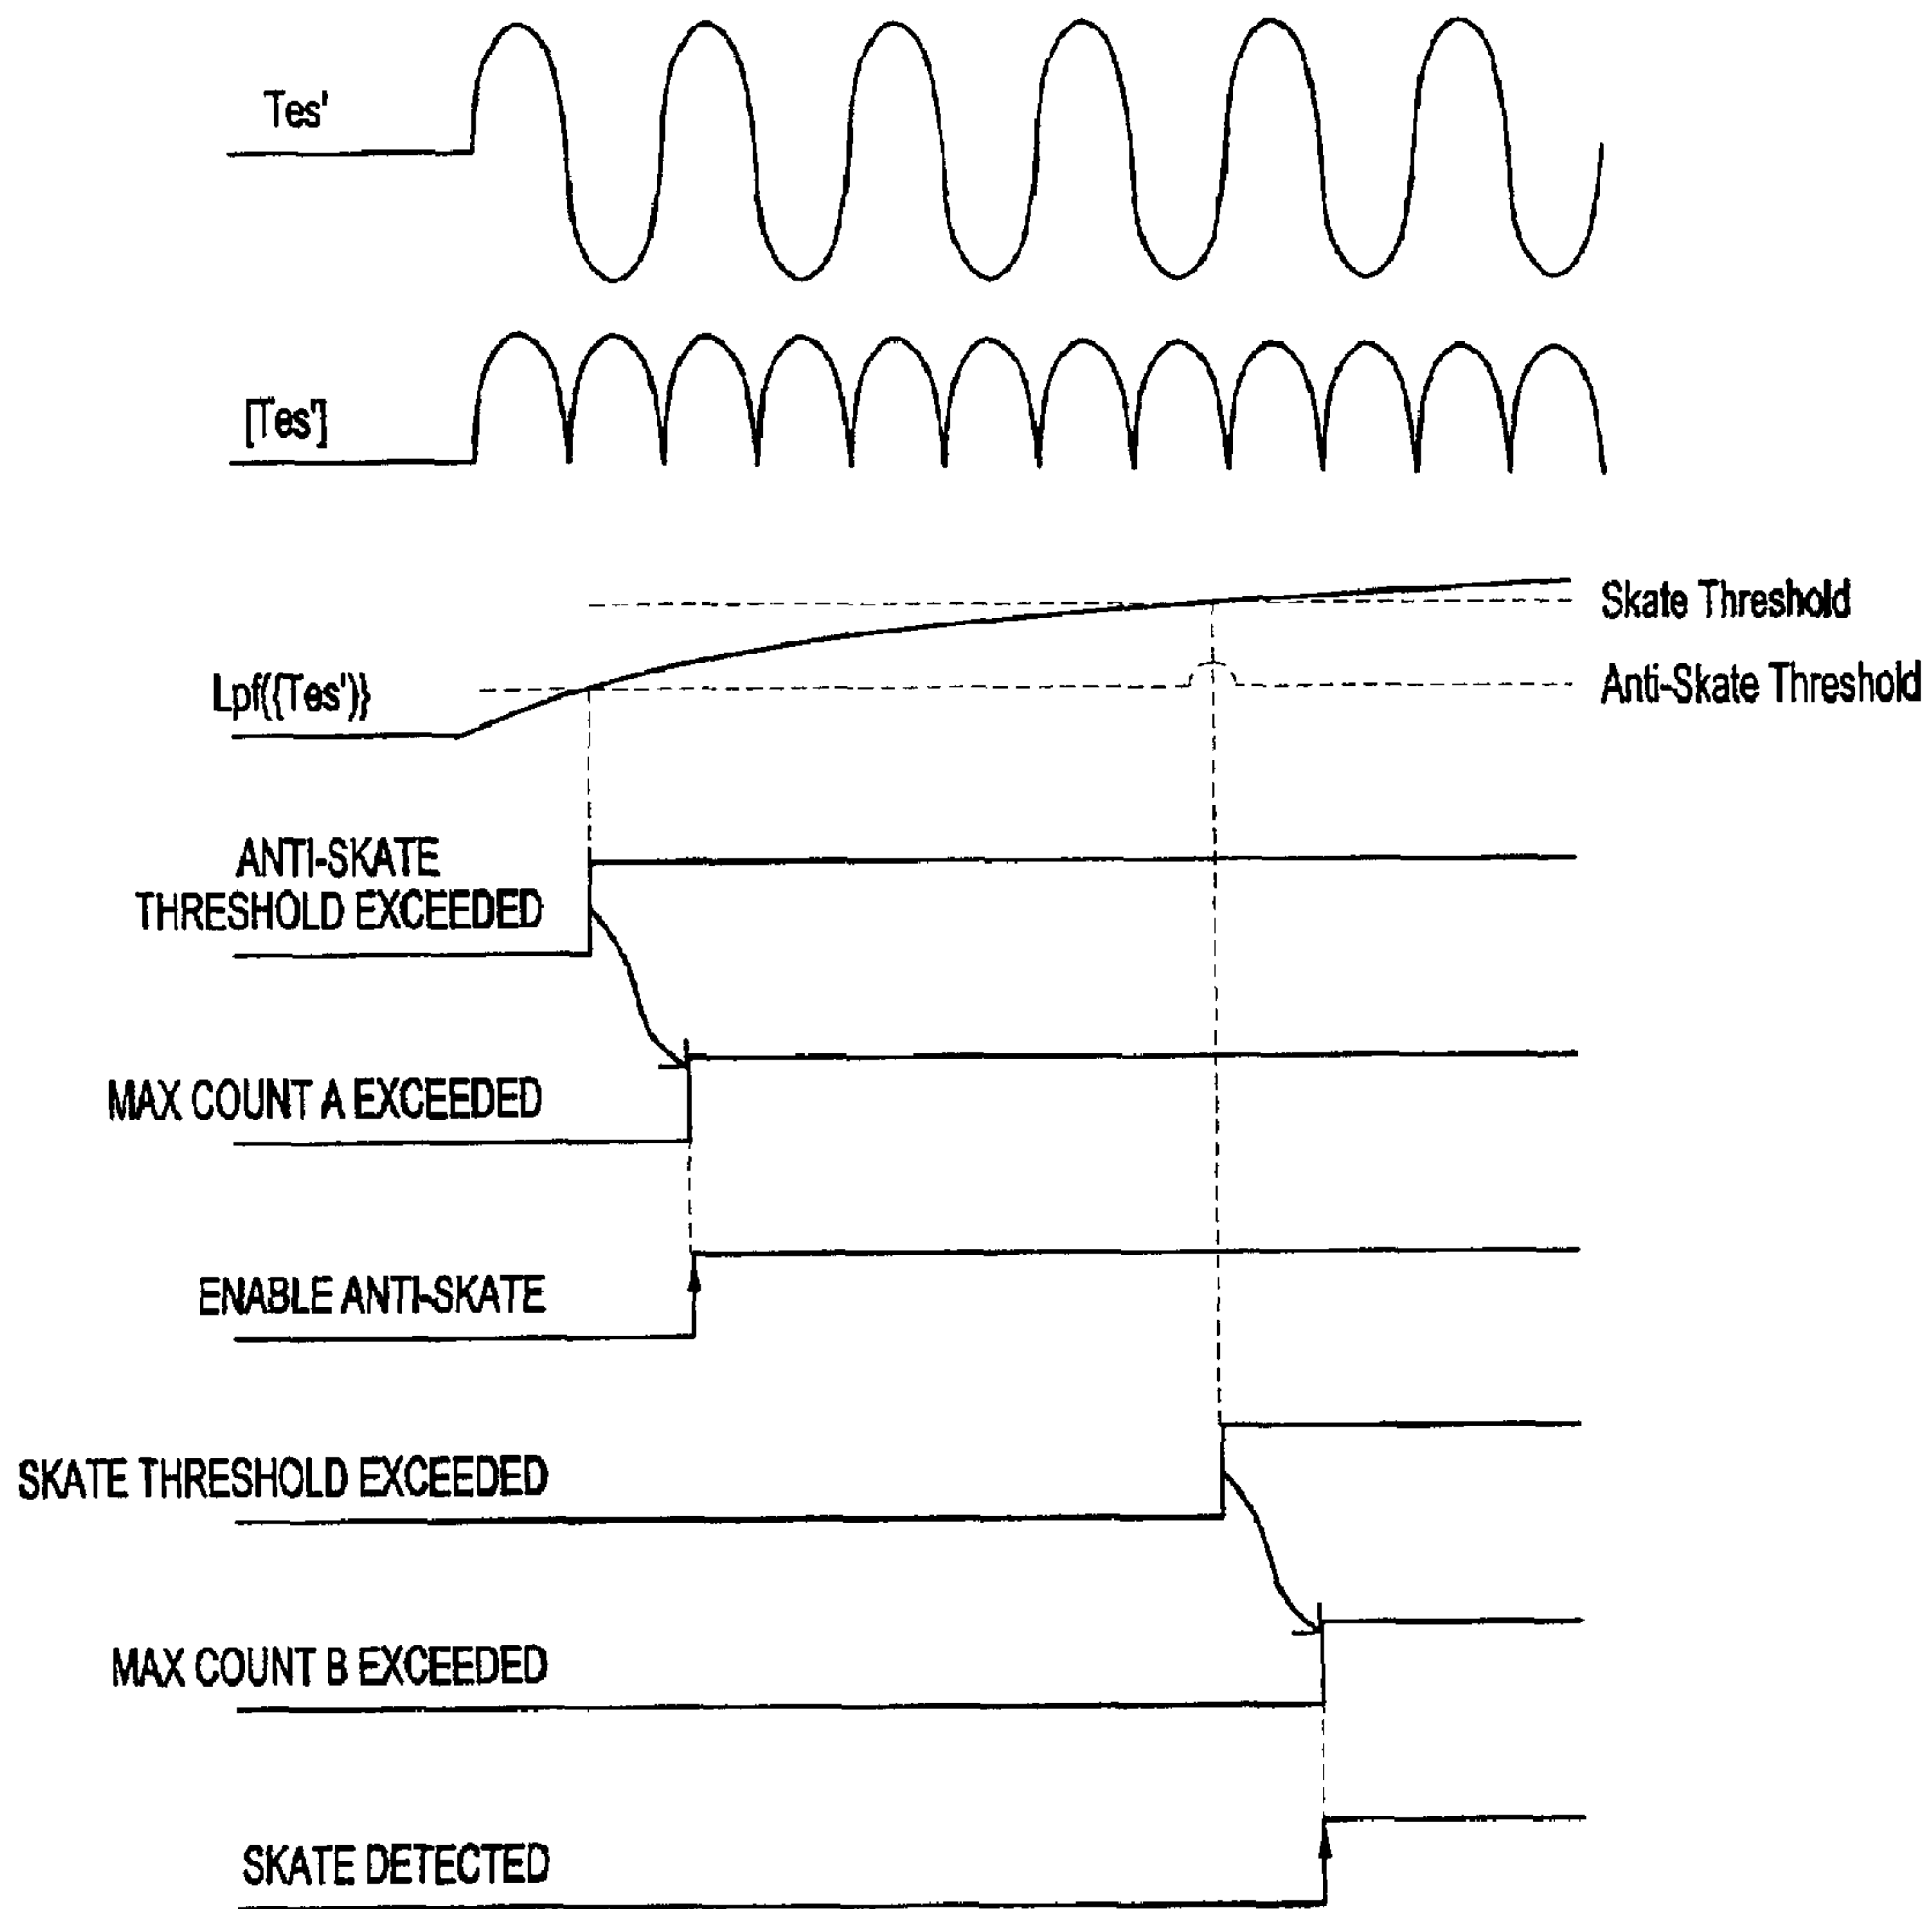 Tes'
[Tes']
Skate Threshold
Lpf({Tes')}
Anti-Skate Threshold
ANTI-SKATE
THRESHOLD EXCEEDED
MAX COUNT A EXCEEDED
ENABLE ANTI-SKATE
SKATE THRESHOLD EXCEEDED
MAX COUNT B EXCEEDED
SKATE DETECTED